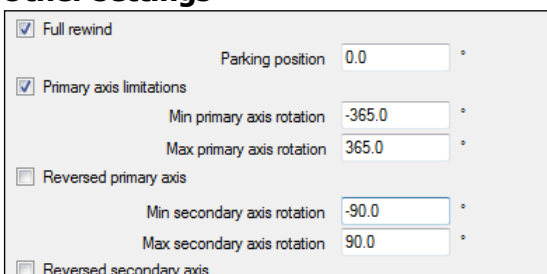 Other Settings
Full rewind
Parking position 0.0 °
Primary axis limitations
Min primary axis rotation -365.0 °
Max primary axis rotation 365.0 °
Reversed primary axis
Min secondary axis rotation -90.0 °
Max secondary axis rotation 90.0 °
Reversed secondary axis